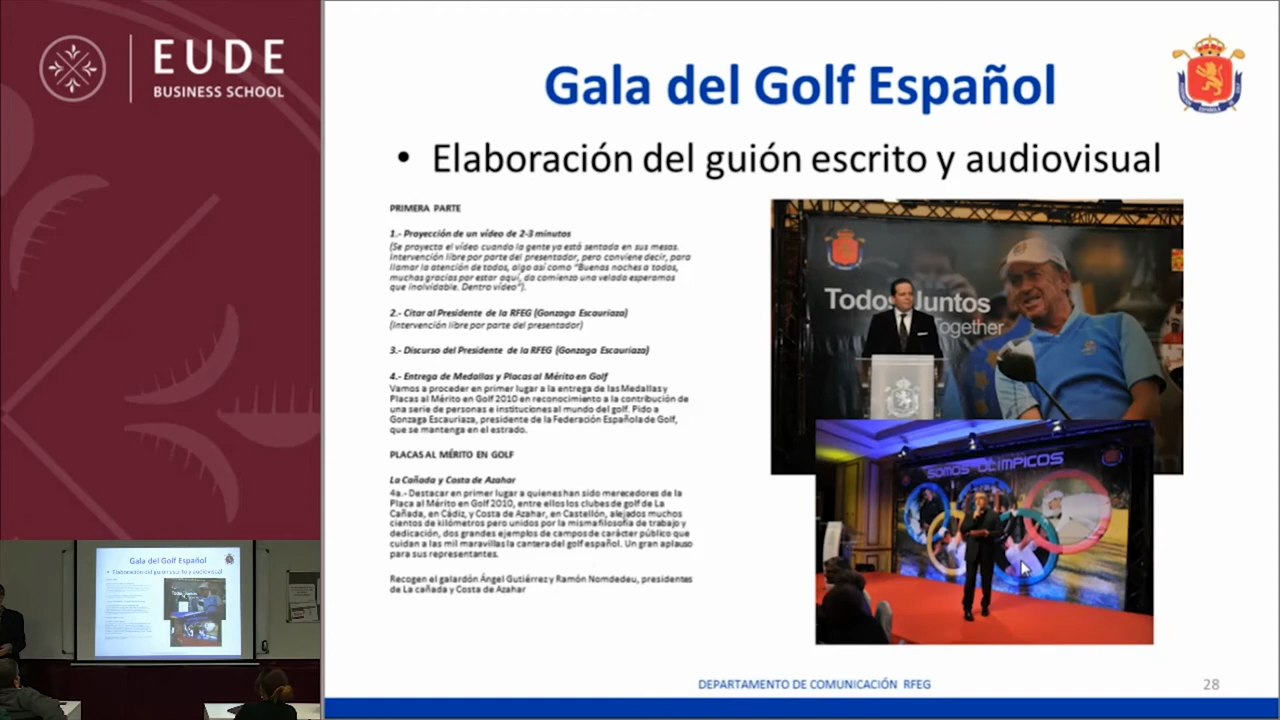 EUDE
BUSINESS SCHOOL
Gala del Golf Español
• Elaboración del guión escrito y audiovisual
PRIMERA PARTE
1.- Proyección de un vídeo de 2-3 minutos
(Se proyecta el vídeo cuando la gente ya está sentada en sus mesas.
Intervención libre por parte del presentador, pero conviene decir, para
llamar la atención de todos, algo así como "Buenas noches a todos,
muchas gracias por estar aquí, da comienzo una velada esperamos
que inolvidable. Dentro vídeo").
2.- Citar al Presidente de la RFEG (Gonzaga Escauriaza)
(Intervención libre por parte del presentador)
3.- Discurso del Presidente de la RFEG (Gonzaga Escauriaza)
4.- Entrega de Medallas y Placas al Mérito en Golf
Vamos a proceder en primer lugar a la entrega de las Medallas y
Placas al Mérito en Golf 2010 en reconocimiento a la contribución de
una serie de personas e instituciones al mundo del golf. Pido a
Gonzaga Escauriaza, presidente de la Federación Española de Golf,
que se mantenga en el estrado.
PLACAS AL MÉRITO EN GOLF
La Cañada y Costa de Azahar
4a.- Destacar en primer lugar a quienes han sido merecedores de la
Placa al Mérito en Golf 2010, entre ellos los clubes de golf de La
Cañada, en Cádiz, y Costa de Azahar, en Castellón, alejados muchos
cientos de kilómetros pero unidos por la misma filosofía de trabajo y
dedicación, dos grandes ejemplos de campos de carácter público que
cuidan a las mil maravillas la cantera del golf español. Un gran aplauso
para sus representantes.
Recogen el galardón Ángel Gutiérrez y Ramón Nomdedeu, presidentes
de La cañada y Costa de Azahar
Todos Juntos
Together
SOMOS OLÍMPICOS
DEPARTAMENTO DE COMUNICACIÓN RFEG
28
Gala del Golf Español
• Elaboración del guión escrito y audiovisual